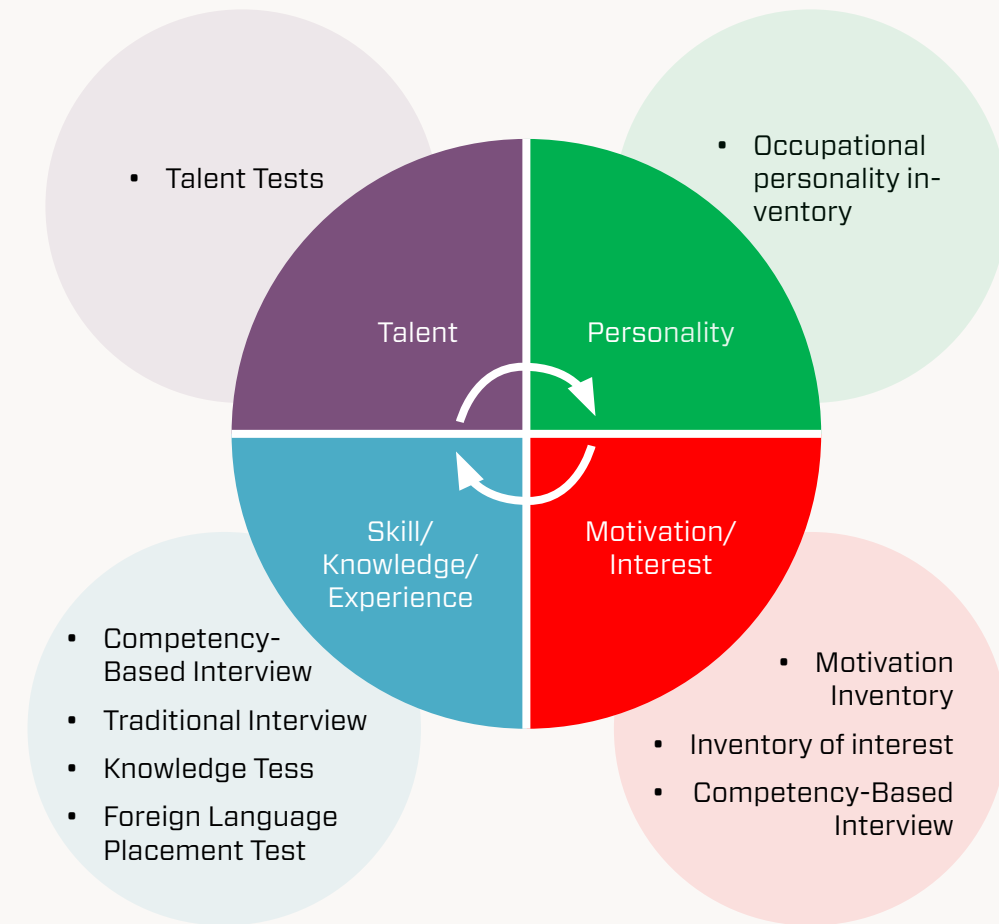 • Talent Tests
• Occupational
personality in-
ventory
Talent
Personality
Skill/
Knowledge/
Experience
Motivation/
Interest
• Competency-
Based Interview
• Traditional Interview
• Knowledge Tess
• Foreign Language
Placement Test
• Motivation
Inventory
• Inventory of interest
• Competency-Based
Interview